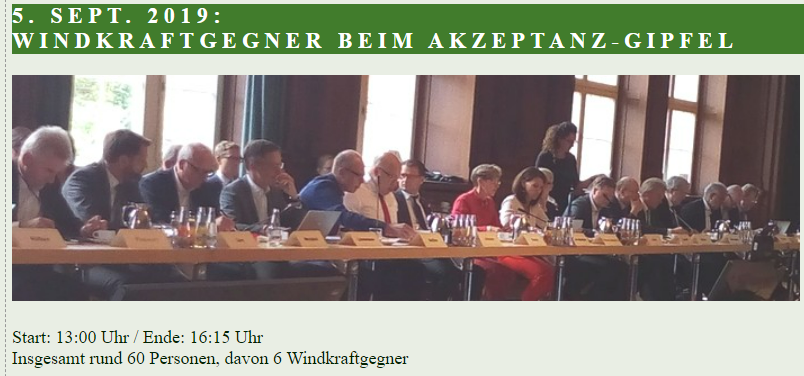 5. SEPT. 2019:
WINDKRAFTGEGNER BEIM AKZEPTANZ-GIPFEL
Start: 13:00 Uhr / Ende: 16:15 Uhr
Insgesamt rund 60 Personen, davon 6 Windkraftgegner